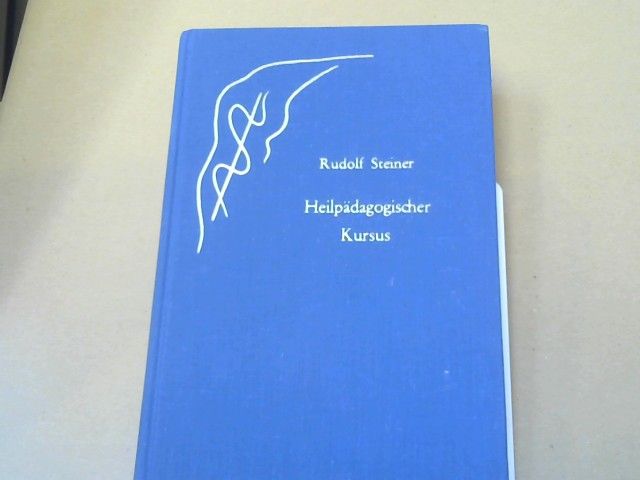 Rudolf Steiner
Heilpädagogischer
Kursus